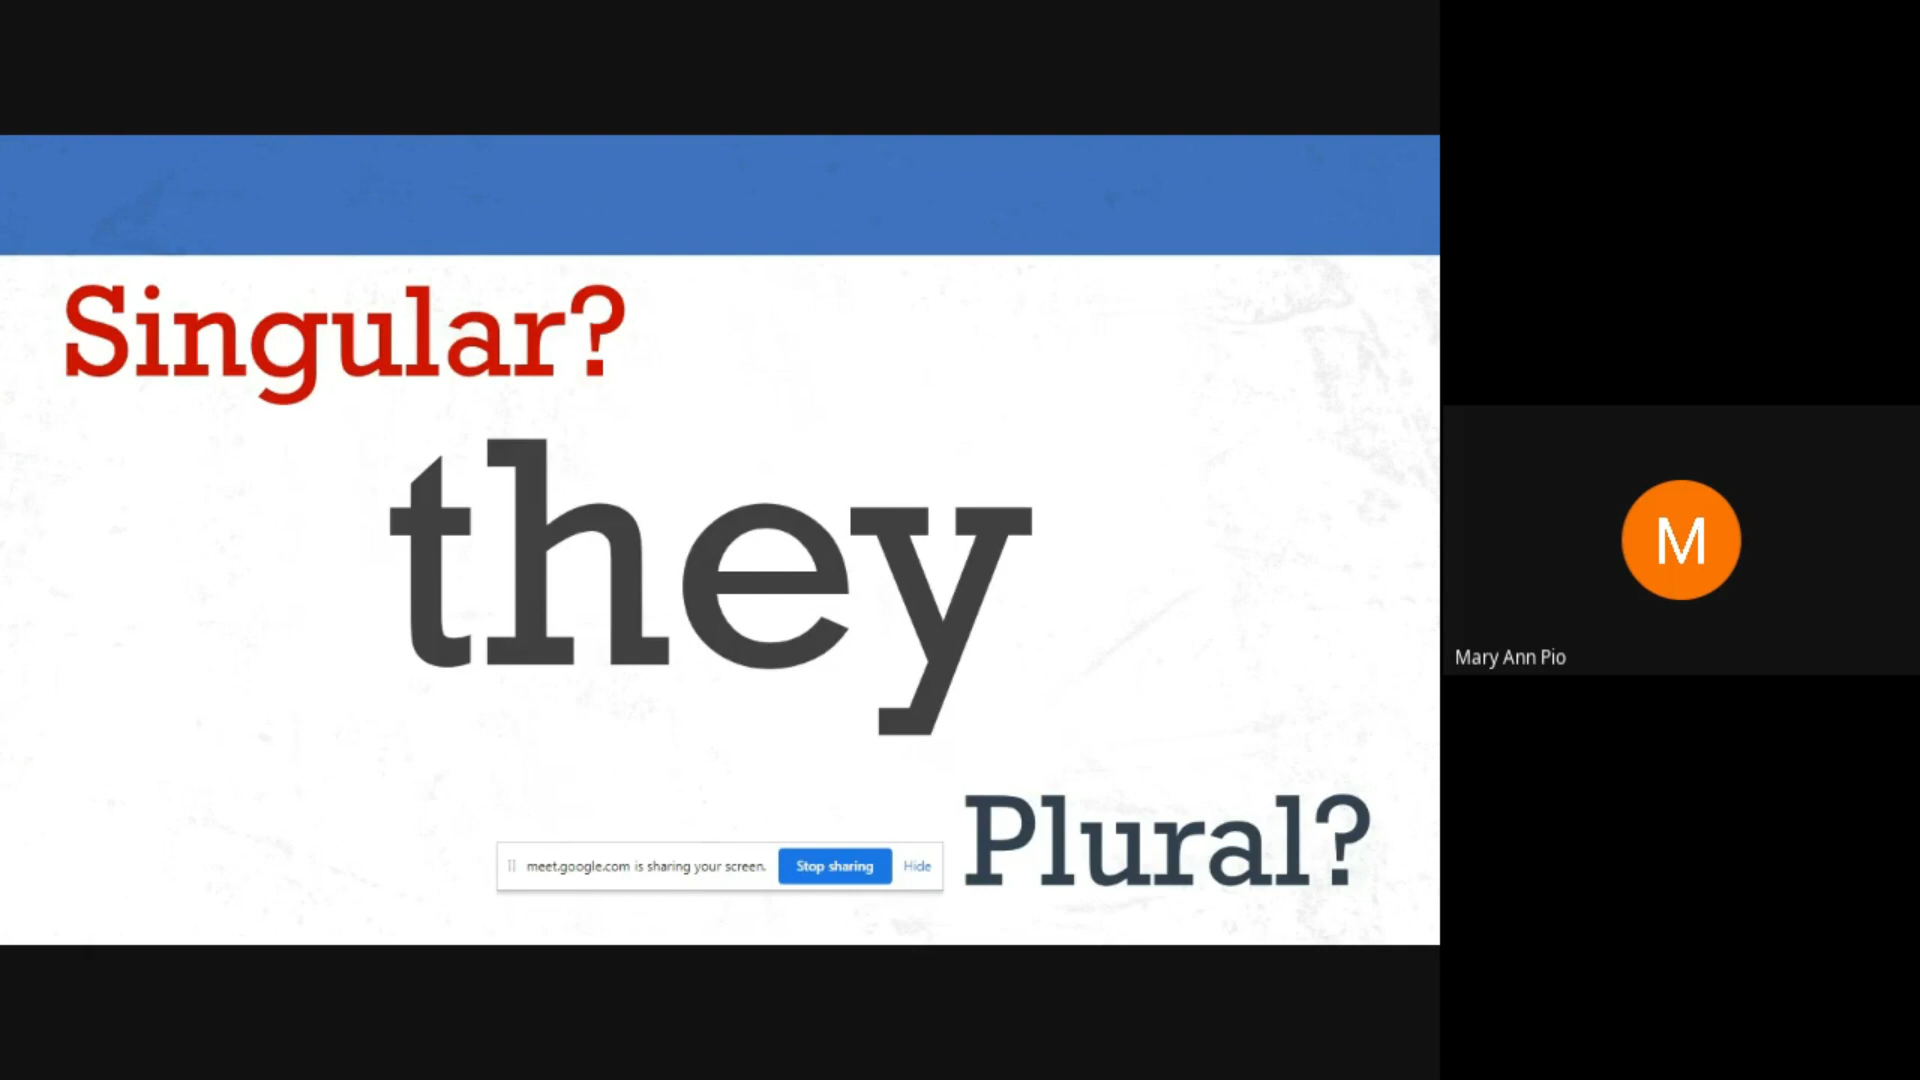 Singular?
they
Plural?
meet.google.com is sharing your screen. Stop sharing Hide
M
Mary Ann Pio